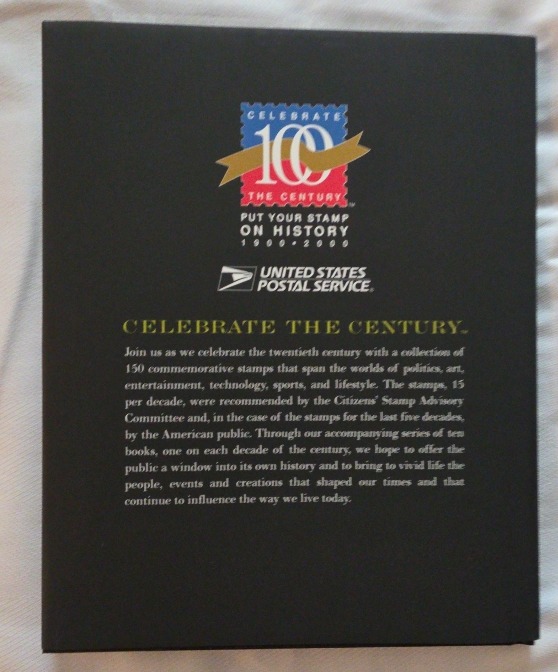 CELEBRATE
100
THE CENTURY™
PUT YOUR STAMP
ON HISTORY
1900•2000
UNITED STATES
POSTAL SERVICE®
CELEBRATE THE CENTURY™
Join us as we celebrate the twentieth century with a collection of
150 commemorative stamps that span the worlds of politics, art,
entertainment, technology, sports, and lifestyle. The stamps, 15
per decade, were recommended by the Citizens' Stamp Advisory
Committee and, in the case of the stamps for the last five decades,
by the American public. Through our accompanying series of ten
books, one on each decade of the century, we hope to offer the
public a window into its own history and to bring to vivid life the
people, events and creations that shaped our times and that
continue to influence the way we live today.